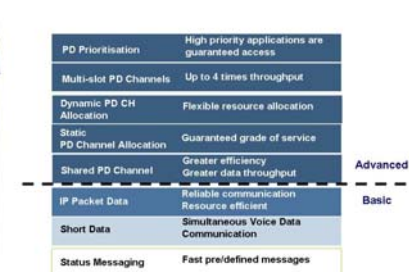 PD Prioritisation High priority applications are
guaranteed access
Multi-slot PD Channels Up to 4 times throughput
Dynamic PD CH
Allocation Flexible resource allocation
Static
PD Channel Allocation Guaranteed grade of service
Shared PD Channel Greater efficiency
Greater data throughput
Advanced
IP Packet Data Reliable communication
Resource efficient
Basic
Short Data Simultaneous Voice Data
Communication
Status Messaging Fast pre/defined messages